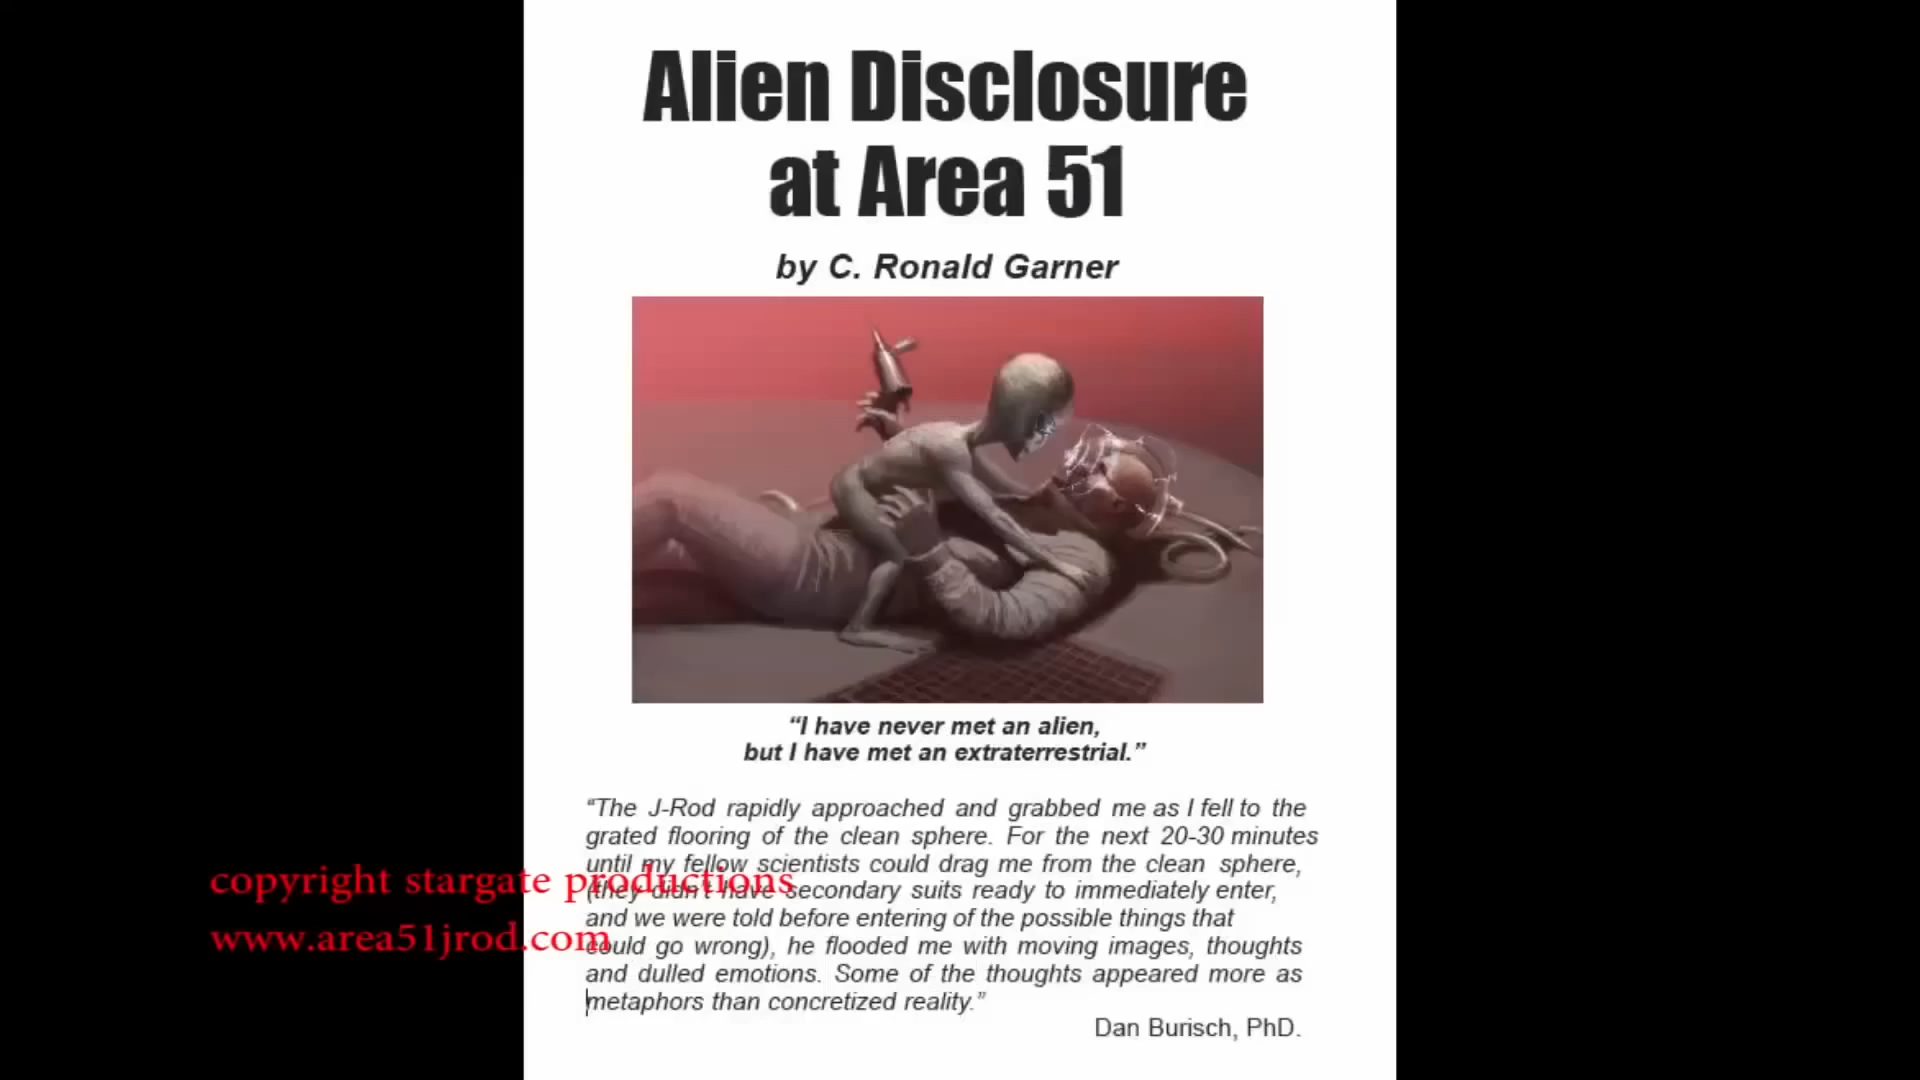 Alien Disclosure
at Area 51
by C. Ronald Garner
“I have never met an alien,
but I have met an extraterrestrial.”
“The J-Rod rapidly approached and grabbed me as I fell to the
grated flooring of the clean sphere. For the next 20-30 minutes
until my fellow scientists could drag me from the clean sphere,
(they didn't have secondary suits ready to immediately enter,
and we were told before entering of the possible things that
could go wrong), he flooded me with moving images, thoughts
and dulled emotions. Some of the thoughts appeared more as
metaphors than concretized reality.”
Dan Burisch, PhD.
copyright stargate productions
www.area51jrod.com